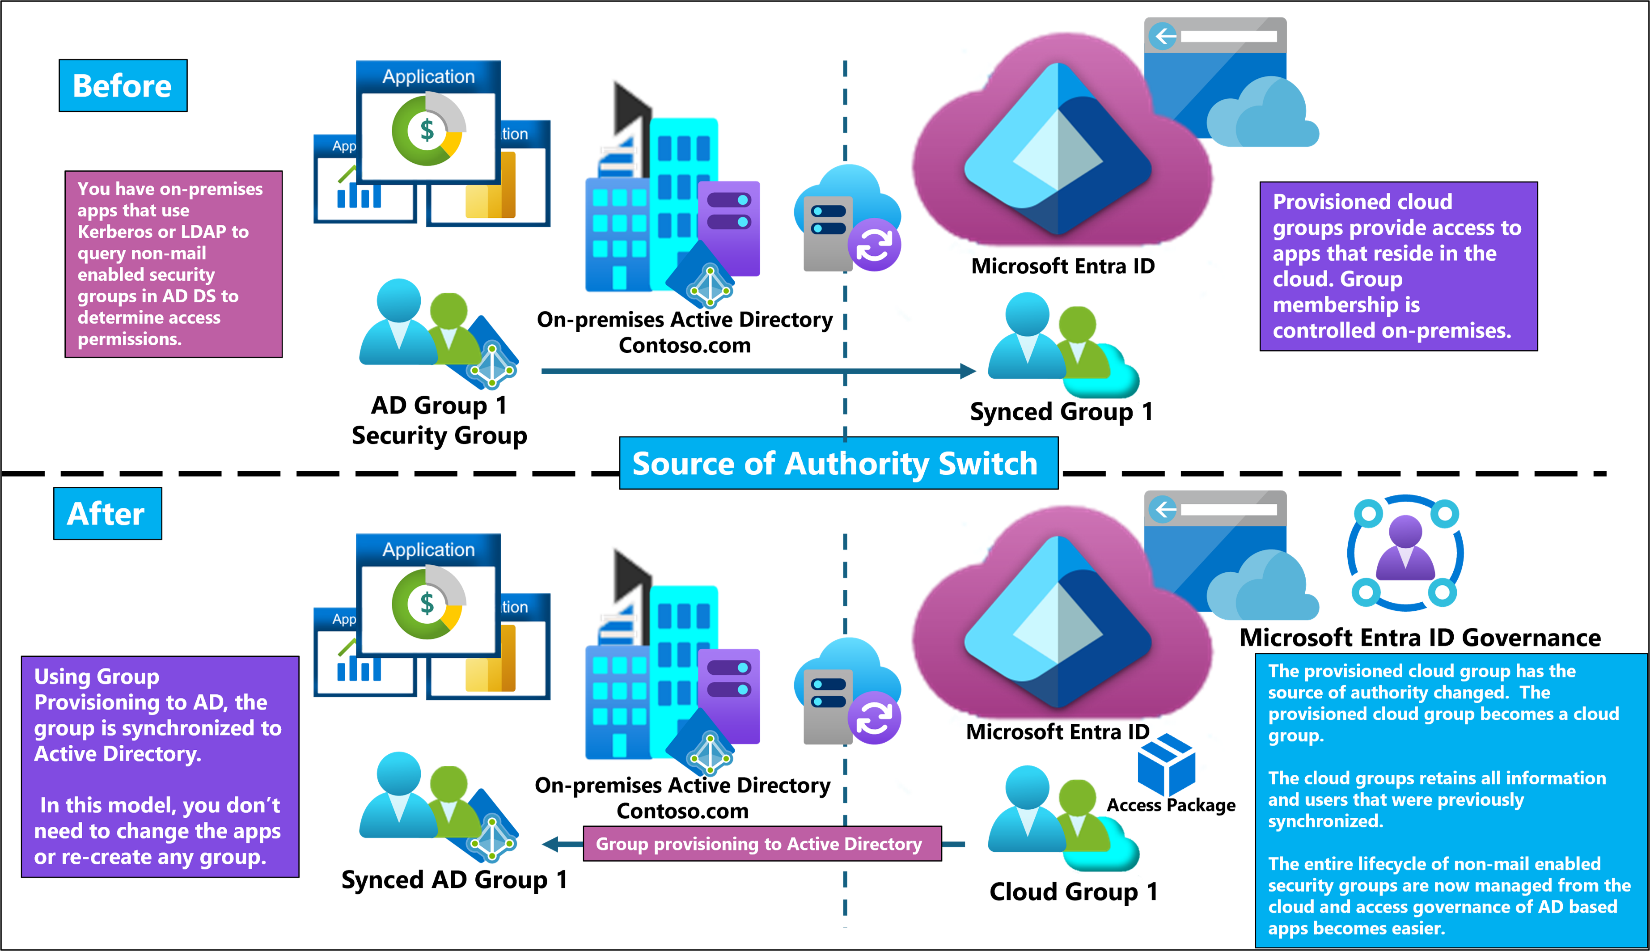 Before
Application
App
tion
$
You have on-premises
apps that use
Kerberos or LDAP to
query non-mail
enabled security
groups in AD DS to
determine access
permissions.
On-premises Active Directory
Contoso.com
AD Group 1
Security Group
Microsoft Entra ID
Synced Group 1
Provisioned cloud
groups provide access to
apps that reside in the
cloud. Group
membership is
controlled on-premises.
Source of Authority Switch
After
Application
App
tion
$
Using Group
Provisioning to AD, the
group is synchronized to
Active Directory.
In this model, you don’t
need to change the apps
or re-create any group.
On-premises Active Directory
Contoso.com
Synced AD Group 1
Group provisioning to Active Directory
Microsoft Entra ID
Access Package
Cloud Group 1
Microsoft Entra ID Governance
The provisioned cloud group has the
source of authority changed.  The
provisioned cloud group becomes a cloud
group.
The cloud groups retains all information
and users that were previously
synchronized.
The entire lifecycle of non-mail enabled
security groups are now managed from the
cloud and access governance of AD based
apps becomes easier.